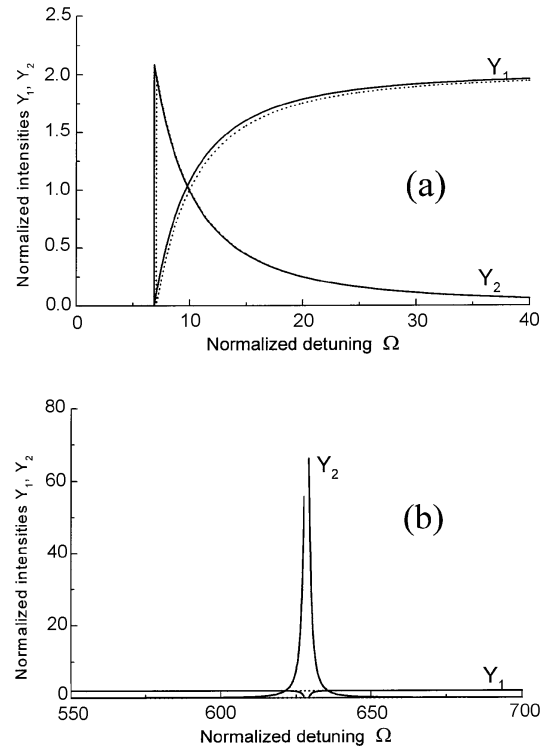 2.5
2.0
1.5
1.0
0.5
0.0
Normalized intensities Y1, Y2
Y1
(a)
Y2
0 10 20 30 40
Normalized detuning Ω
80
60
40
20
0
Normalized intensities Y1, Y2
Y2
(b)
Y1
550 600 650 700
Normalized detuning Ω